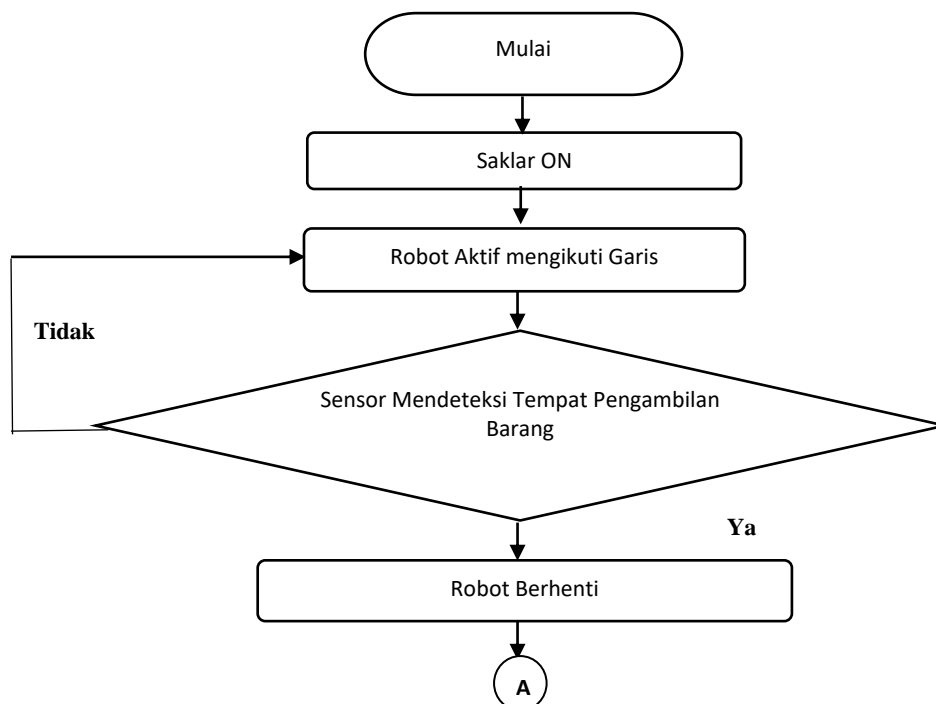 Mulai
Saklar ON
Robot Aktif mengikuti Garis
Tidak
Sensor Mendeteksi Tempat Pengambilan
Barang
Ya
Robot Berhenti
A